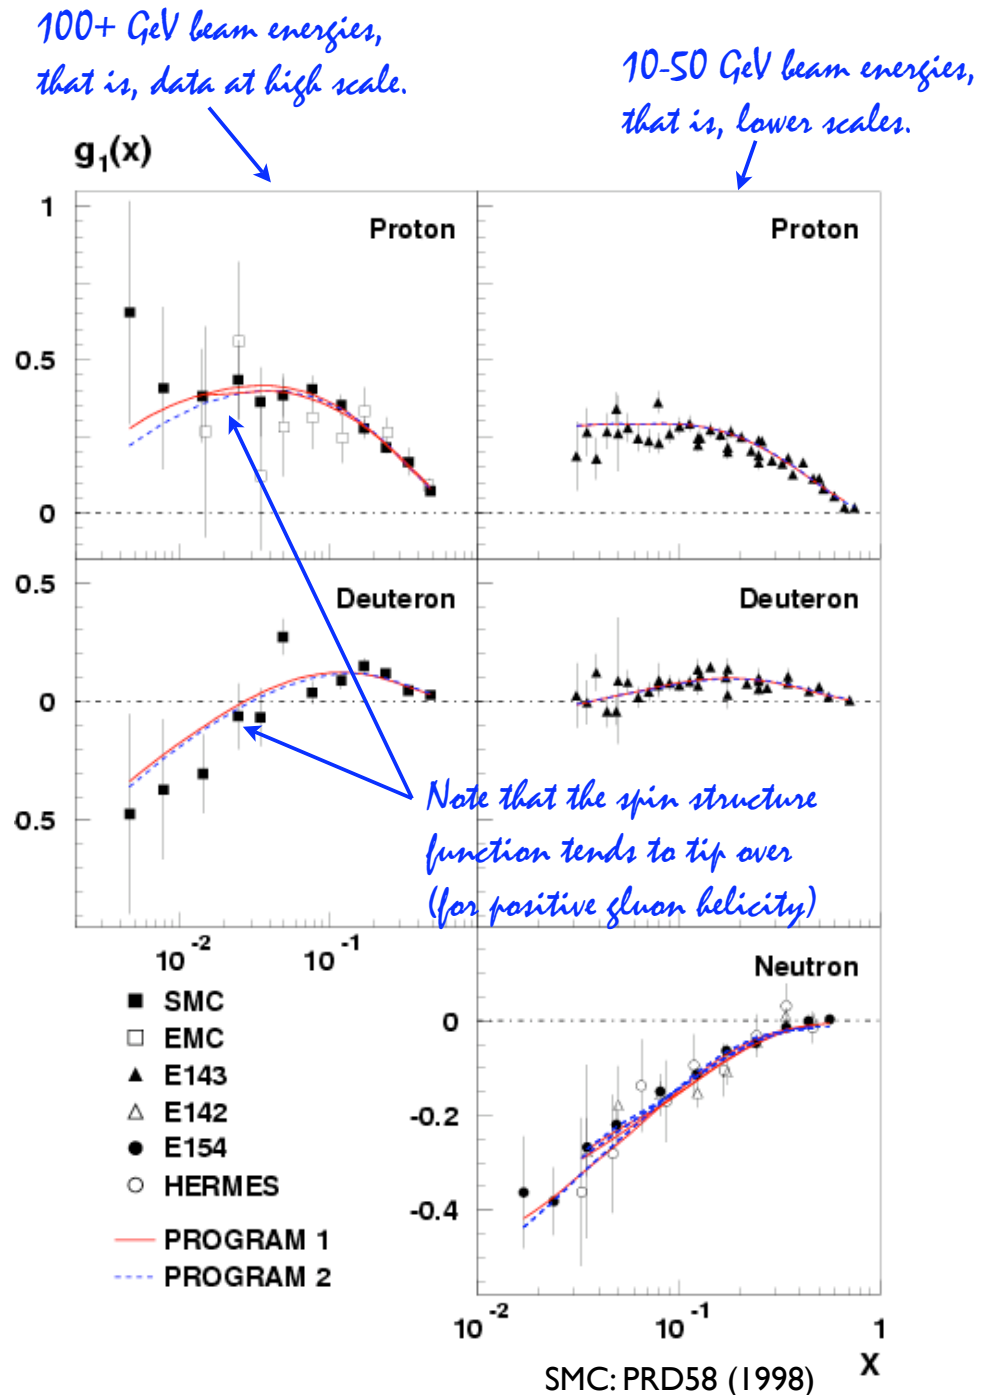 100+ GeV beam energies,
that is, data at high scale.
10-50 GeV beam energies,
that is, lower scales.
g1(x)
Proton
Proton
1
0.5
0
Deuteron
Deuteron
0.5
0
0.5
Note that the spin structure
function tends to tip over
(for positive gluon helicity)
10 -2
10 -1
Neutron
SMC
EMC
E143
E142
E154
HERMES
PROGRAM 1
PROGRAM 2
0
-0.2
-0.4
10 -2
10 -1
1
X
SMC: PRD58 (1998)